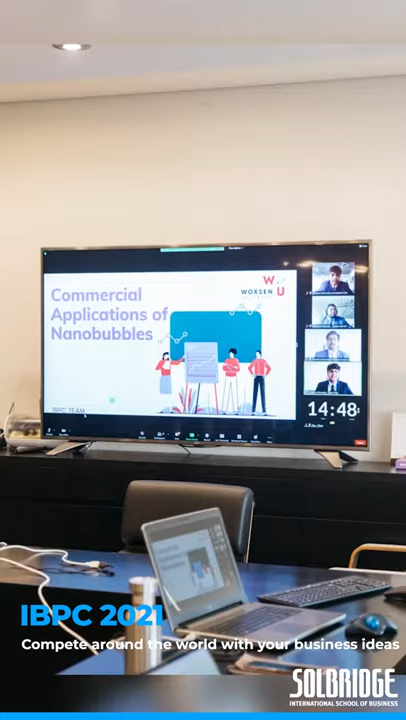 Commercial
Applications of
Nanobubbles
W
U
WOXSEN
IBPC TEAM
14:48
IBPC 2021
Compete around the world with your business ideas
SOLBRIDGE
INTERNATIONAL SCHOOL OF BUSINESS